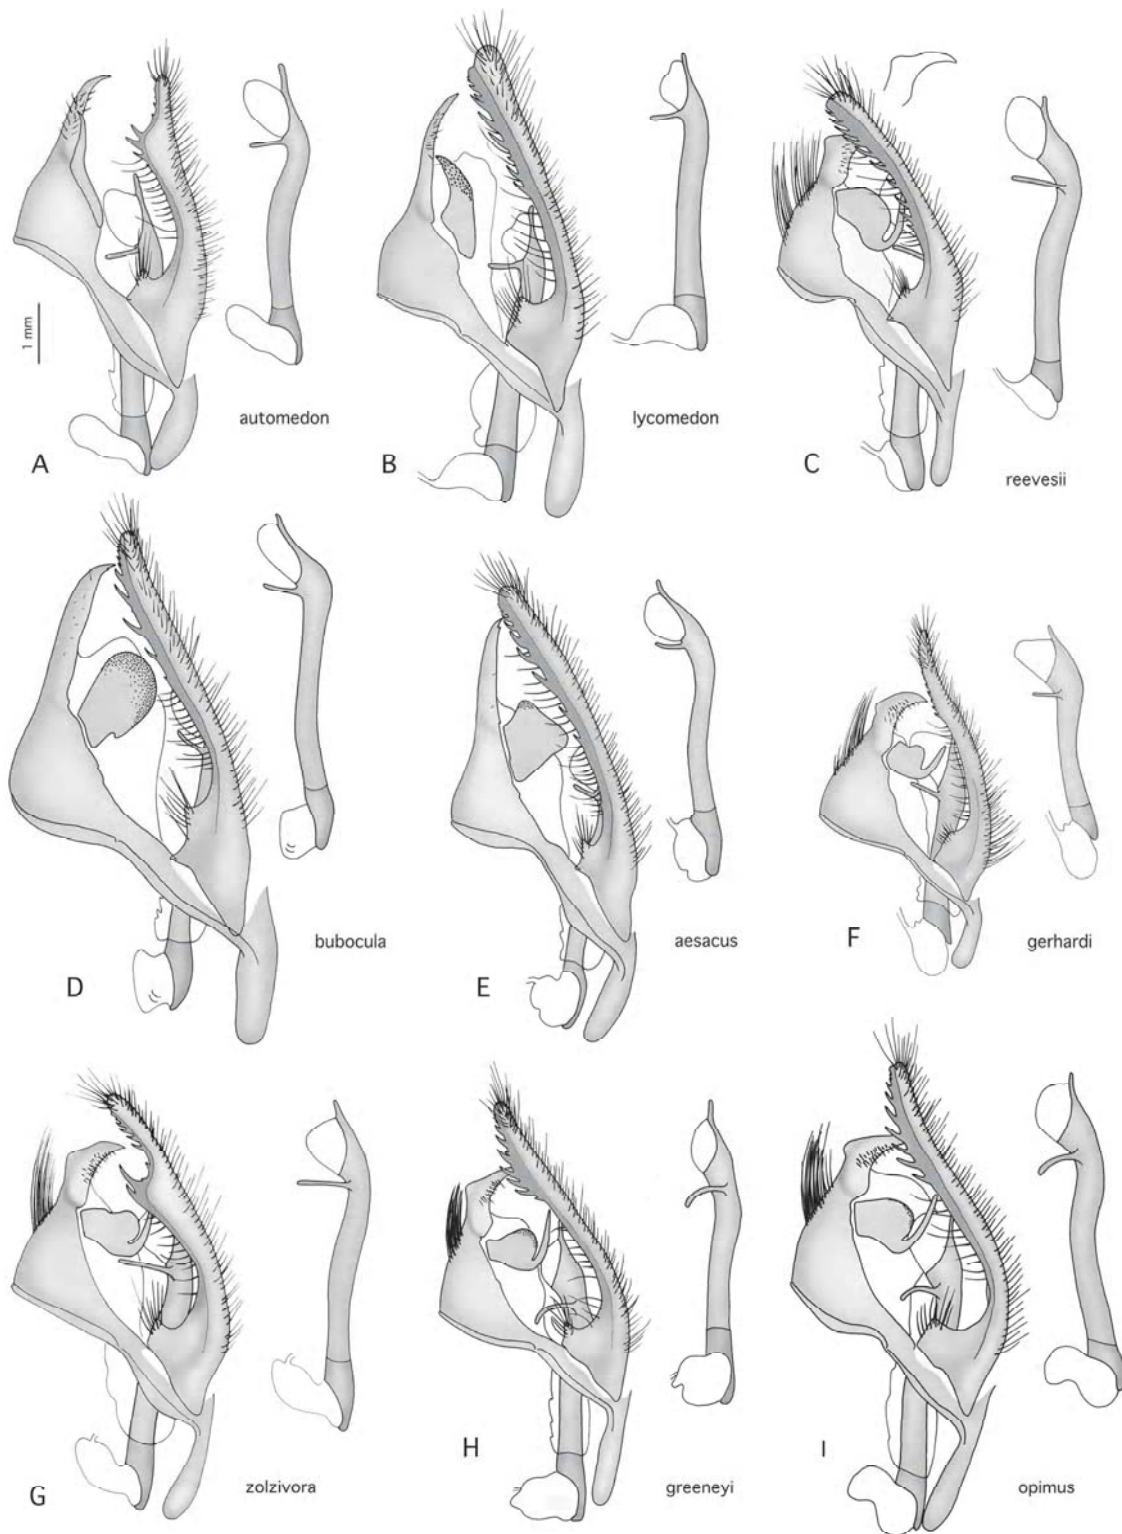 1 mm
automedon
A
lycomedon
B
reevesii
C
bubocula
D
aesacus
E
gerhardi
F
zolzivora
G
greeneyi
H
opimus
I